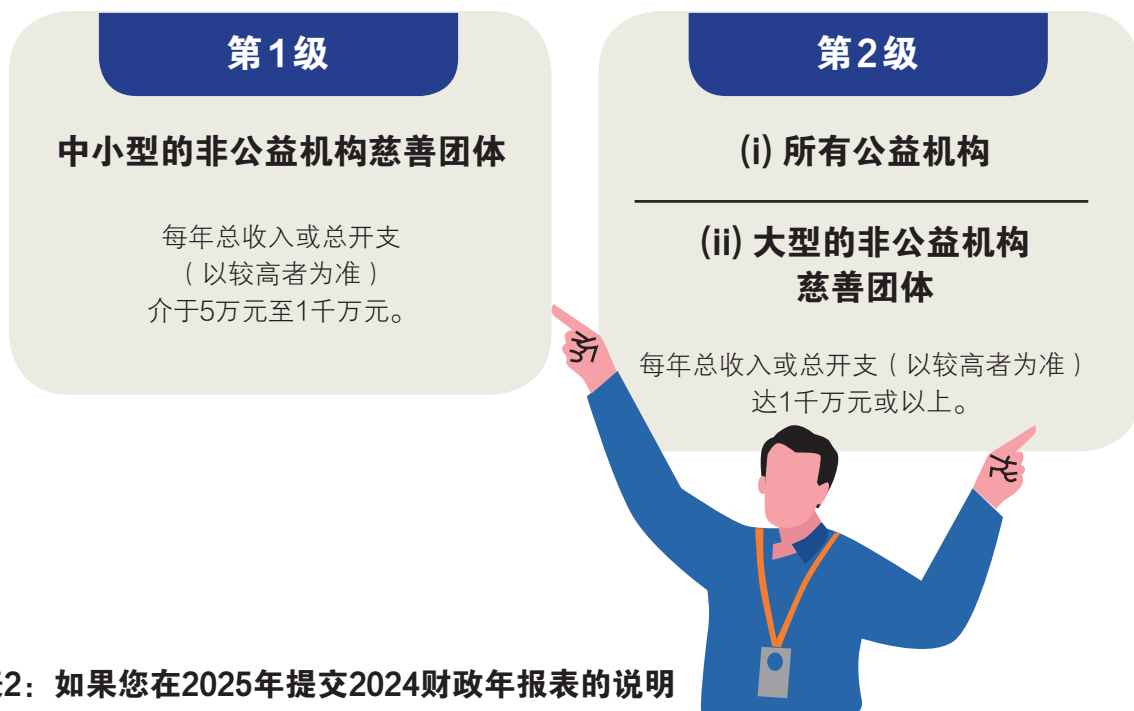 第1级
中小型的非公益机构慈善团体
每年总收入或总开支
（以较高者为准）
介于5万元至1千万元。
第2级
(i) 所有公益机构
(ii) 大型的非公益机构
慈善团体
每年总收入或总开支（以较高者为准）
达1千万元或以上。
2：如果您在2025年提交2024财政年报表的说明